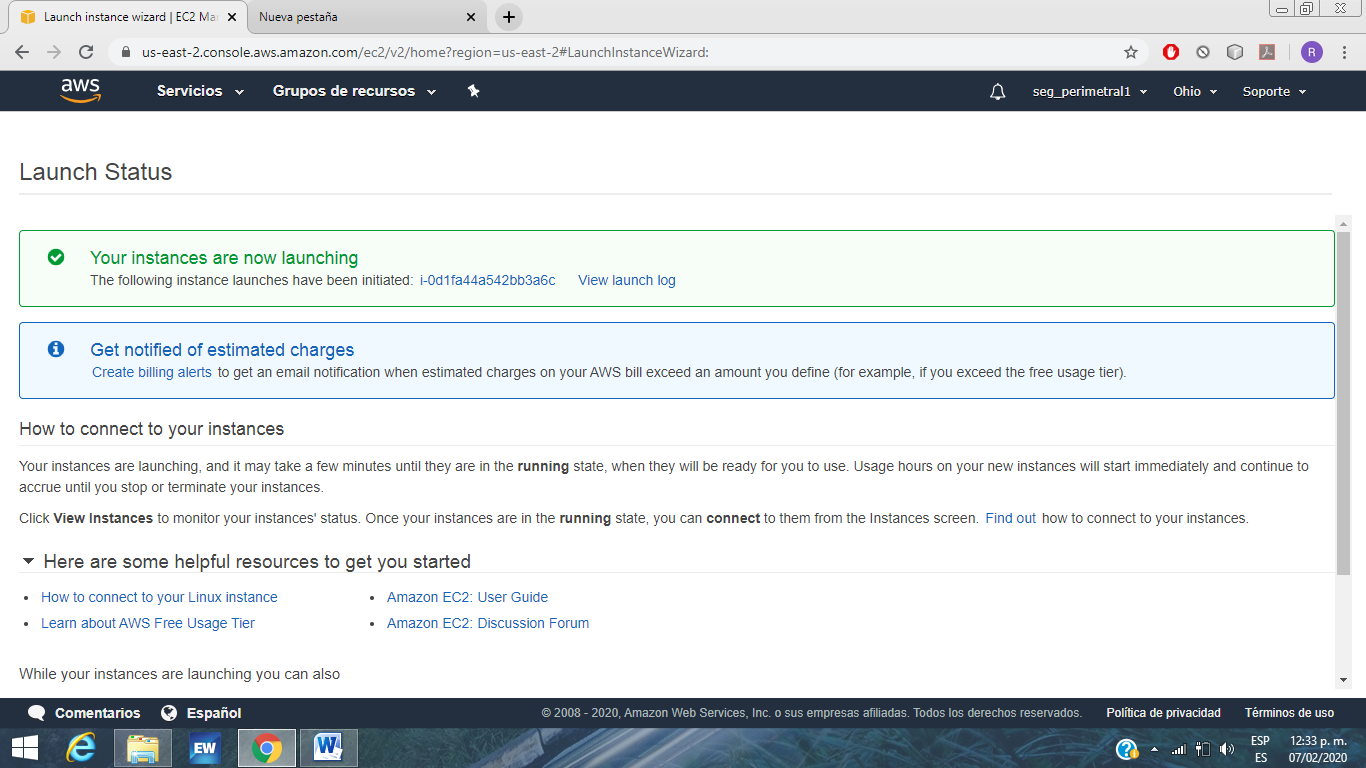 Launch instance wizard | EC2 Mar
Nueva pestaña
us-east-2.console.aws.amazon.com/ec2/v2/home?region=us-east-2#LaunchInstanceWizard:
R
aws
Servicios
Grupos de recursos
seg_perimetral1
Ohio
Soporte
Launch Status
Your instances are now launching
The following instance launches have been initiated: i-0d1fa44a542bb3a6c View launch log
Get notified of estimated charges
Create billing alerts to get an email notification when estimated charges on your AWS bill exceed an amount you define (for example, if you exceed the free usage tier).
How to connect to your instances
Your instances are launching, and it may take a few minutes until they are in the running state, when they will be ready for you to use. Usage hours on your new instances will start immediately and continue to
accrue until you stop or terminate your instances.
Click View Instances to monitor your instances' status. Once your instances are in the running state, you can connect to them from the Instances screen. Find out how to connect to your instances.
Here are some helpful resources to get you started
How to connect to your Linux instance
Amazon EC2: User Guide
Learn about AWS Free Usage Tier
Amazon EC2: Discussion Forum
While your instances are launching you can also
Comentarios
Español
© 2008 - 2020, Amazon Web Services, Inc. o sus empresas afiliadas. Todos los derechos reservados.
Política de privacidad
Términos de uso
EW
ESP
ES
12:33 p. m.
07/02/2020